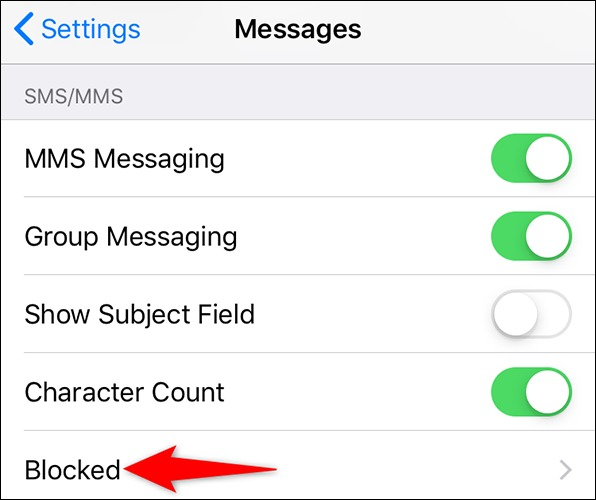 Settings
Messages
SMS/MMS
MMS Messaging
Group Messaging
Show Subject Field
Character Count
Blocked